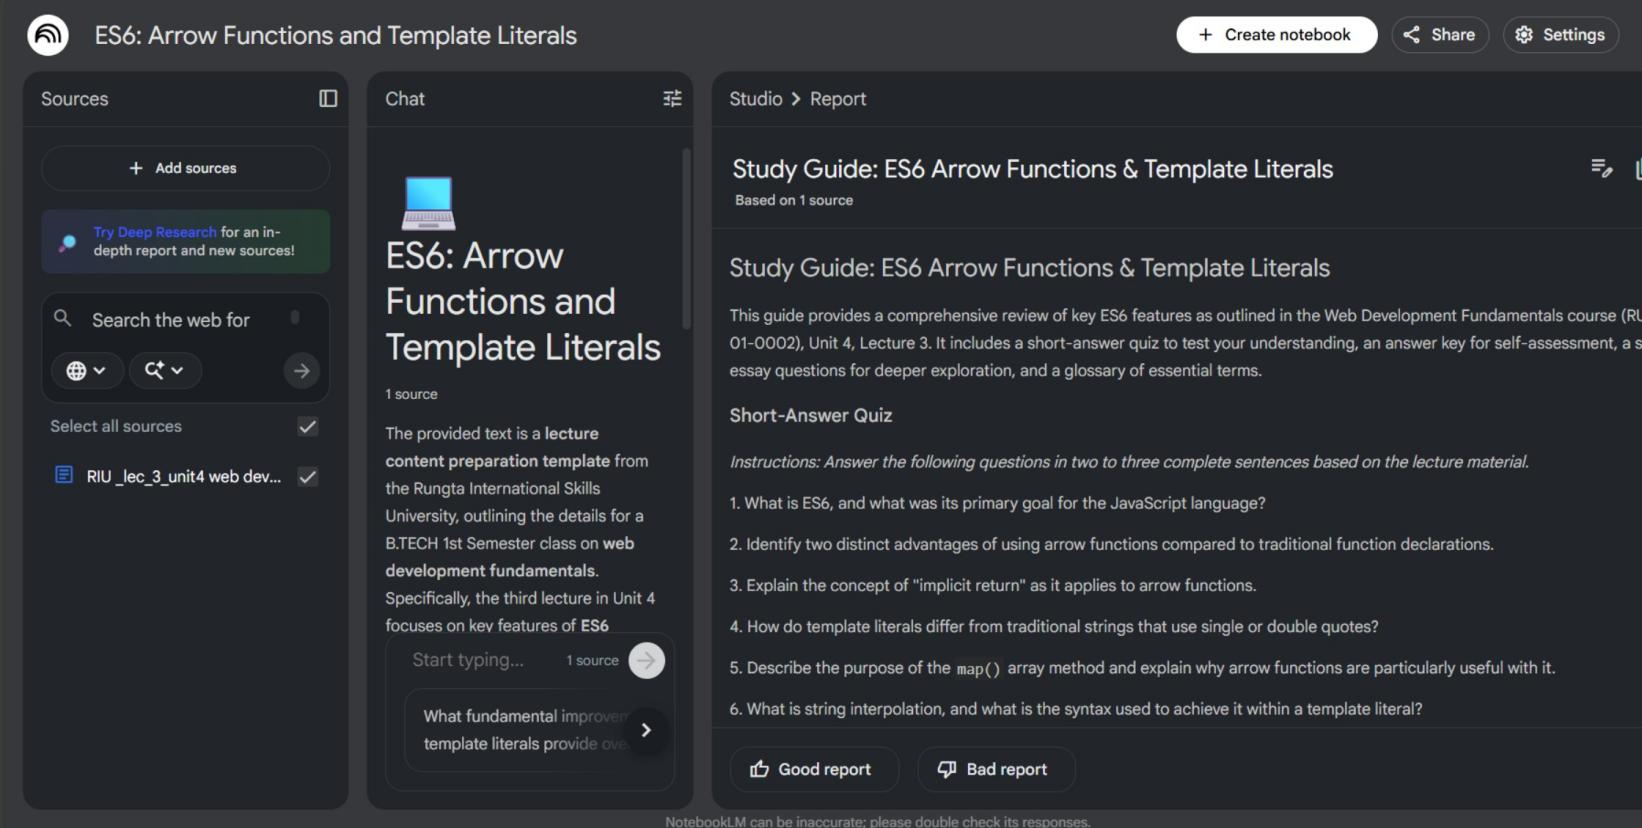 ES6: Arrow Functions and Template Literals
Create notebook
Share
Settings
Sources
Add sources
Try Deep Research for an in-
depth report and new sources!
Search the web for
Select all sources
RIU _lec_3_unit4 web dev...
Chat
ES6: Arrow
Functions and
Template Literals
1 source
The provided text is a lecture
content preparation template from
the Rungta International Skills
University, outlining the details for a
B.TECH 1st Semester class on web
development fundamentals.
Specifically, the third lecture in Unit 4
focuses on key features of ES6
Start typing...
1 source
What fundamental
template literals provide
Studio > Report
Study Guide: ES6 Arrow Functions & Template Literals
Based on 1 source
Study Guide: ES6 Arrow Functions & Template Literals
This guide provides a comprehensive review of key ES6 features as outlined in the Web Development Fundamentals course
01-0002), Unit 4, Lecture 3. It includes a short-answer quiz to test your understanding, an answer key for self-assessment, a
essay questions for deeper exploration, and a glossary of essential terms.
Short-Answer Quiz
Instructions: Answer the following questions in two to three complete sentences based on the lecture material.
1. What is ES6, and what was its primary goal for the JavaScript language?
2. Identify two distinct advantages of using arrow functions compared to traditional function declarations.
3. Explain the concept of "implicit return" as it applies to arrow functions.
4. How do template literals differ from traditional strings that use single or double quotes?
5. Describe the purpose of the map() array method and explain why arrow functions are particularly useful with it.
6. What is string interpolation, and what is the syntax used to achieve it within a template literal?
Good report
Bad report
NotebookLM can be inaccurate; please double check its responses.